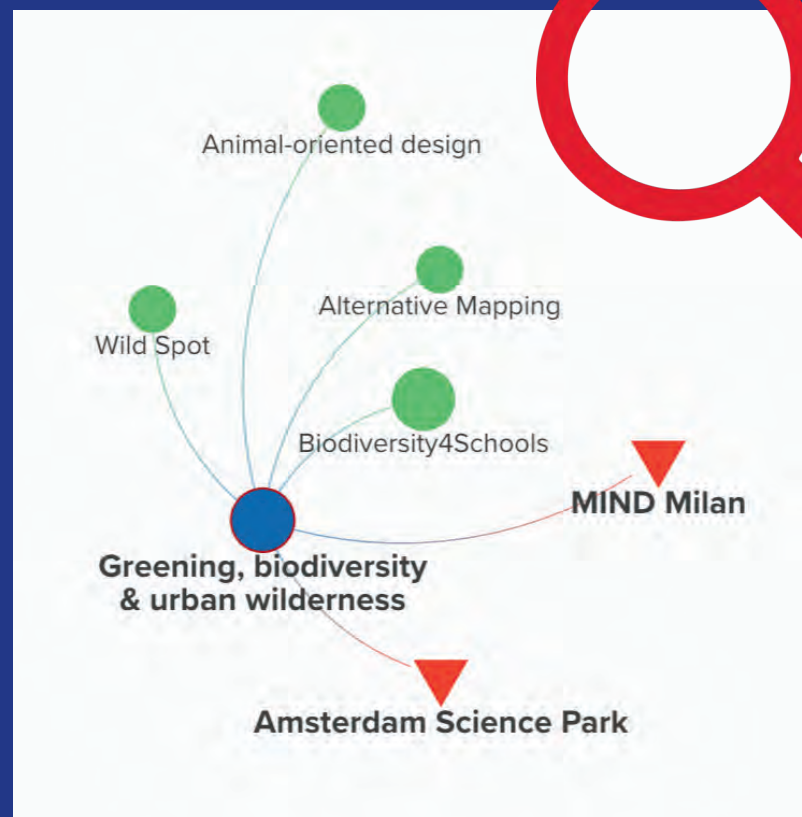 Animal-oriented design
Alternative Mapping
Wild Spot
Biodiversity4Schools
MIND Milan
Greening, biodiversity
& urban wilderness
Amsterdam Science Park